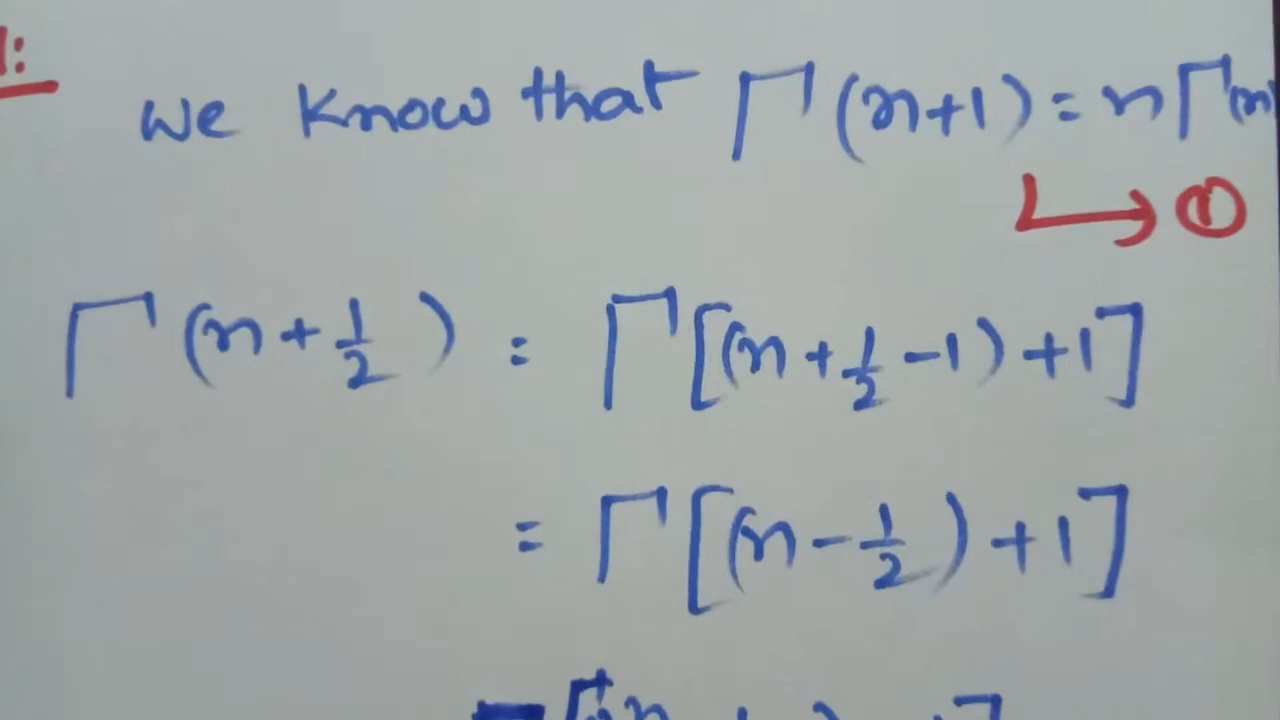 We know that Γ(n+1) = nΓ(n)
→ ①
Γ(n + 1/2) = Γ[(n + 1/2 - 1) + 1]
= Γ[(n - 1/2) + 1]